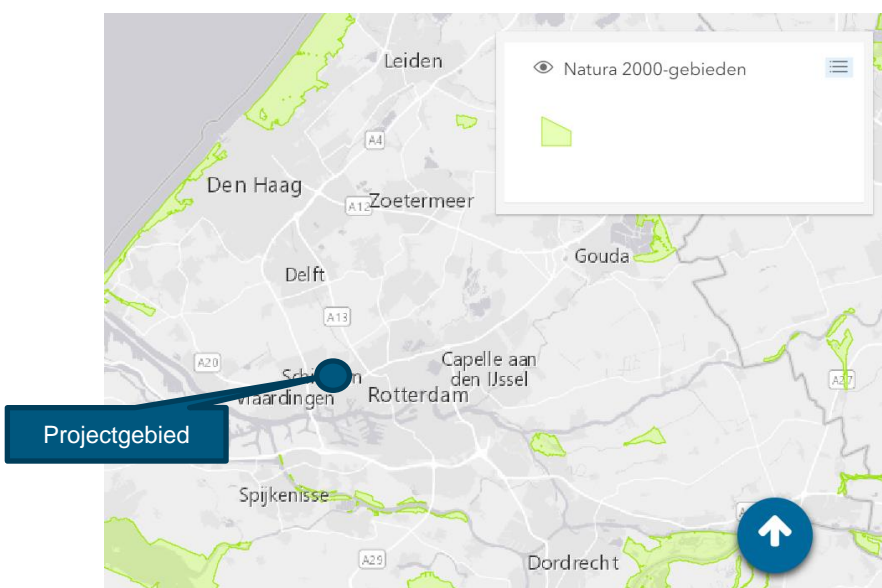 Leiden
Natura 2000-gebieden
A4
Den Haag
A12
Zoetermeer
Gouda
Delft
A13
A20
Capelle aan
den IJssel
Rotterdam
Projectgebied
Spijkenisse
A27
A29
Dordrecht